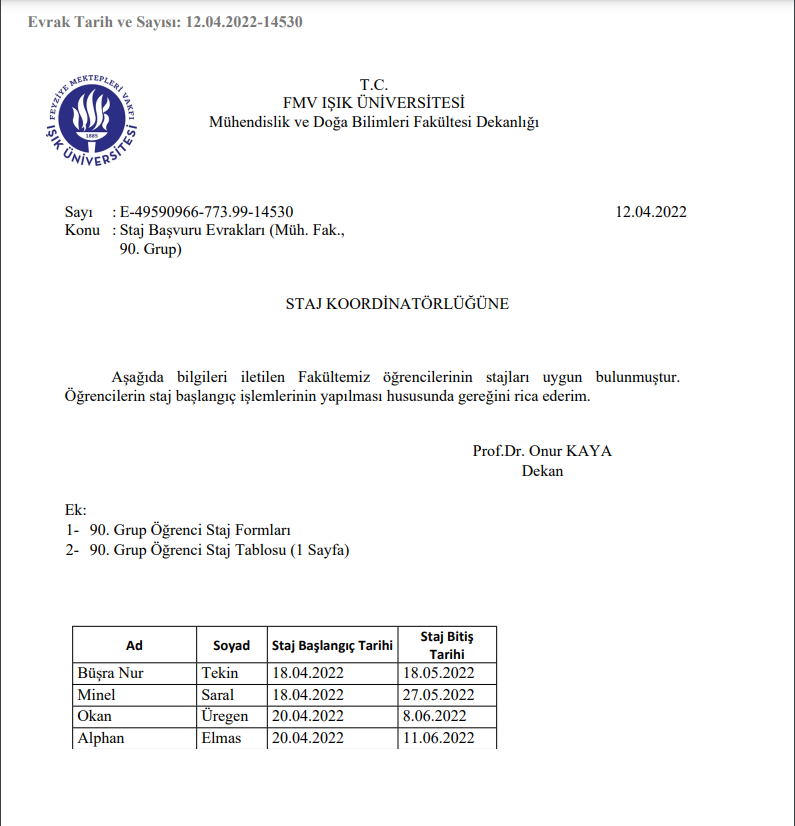 Evrak Tarih ve Sayısı: 12.04.2022-14530
FEYZİYE MEKTEPLERİ VAKFI
1885
IŞIK ÜNİVERSİTESİ
T.C.
FMV IŞIK ÜNİVERSİTESİ
Mühendislik ve Doğa Bilimleri Fakültesi Dekanlığı
Sayı : E-49590966-773.99-14530 12.04.2022
Konu : Staj Başvuru Evrakları (Müh. Fak.,
90. Grup)
STAJ KOORDİNATÖRLÜĞÜNE
Aşağıda bilgileri iletilen Fakültemiz öğrencilerinin stajları uygun bulunmuştur.
Öğrencilerin staj başlangıç işlemlerinin yapılması hususunda gereğini rica ederim.
Prof.Dr. Onur KAYA
Dekan
Ek:
1- 90. Grup Öğrenci Staj Formları
2- 90. Grup Öğrenci Staj Tablosu (1 Sayfa)
Ad Soyad Staj Başlangıç Tarihi Staj Bitiş
Tarihi
Büşra Nur Tekin 18.04.2022 18.05.2022
Minel Saral 18.04.2022 27.05.2022
Okan Üregen 20.04.2022 8.06.2022
Alphan Elmas 20.04.2022 11.06.2022